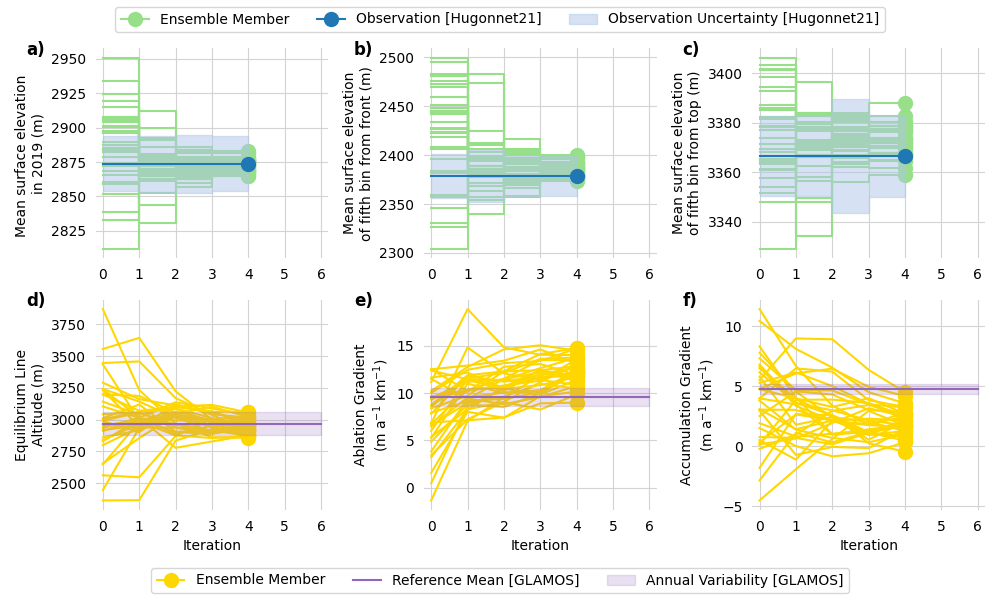 Ensemble Member Observation [Hugonnet21] Observation Uncertainty [Hugonnet21]
a) b) c)
Mean surface elevation
in 2019 (m)
2950
2925
2900
2875
2850
2825
0 1 2 3 4 5 6
Mean surface elevation
of fifth bin from front (m)
2500
2450
2400
2350
2300
0 1 2 3 4 5 6
Mean surface elevation
of fifth bin from top (m)
3400
3380
3360
3340
0 1 2 3 4 5 6
d) e) f)
Equilibrium Line
Altitude (m)
3750
3500
3250
3000
2750
2500
0 1 2 3 4 5 6
Iteration
Ablation Gradient
(m a⁻¹ km⁻¹)
15
10
5
0
0 1 2 3 4 5 6
Iteration
Accumulation Gradient
(m a⁻¹ km⁻¹)
10
5
0
−5
0 1 2 3 4 5 6
Iteration
Ensemble Member Reference Mean [GLAMOS] Annual Variability [GLAMOS]